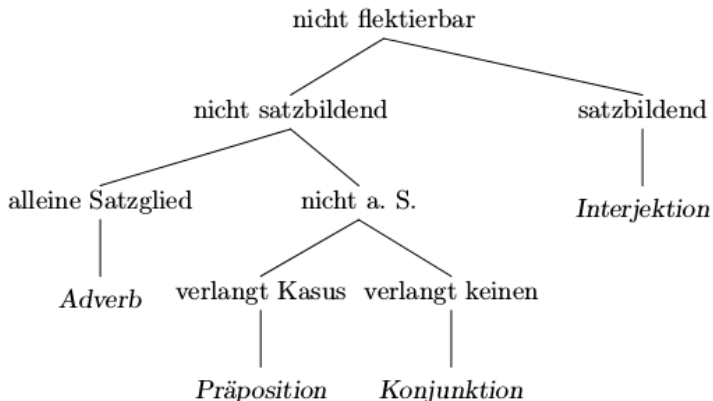 nicht flektierbar
nicht satzbildend satzbildend
alleine Satzglied nicht a. S. Interjektion
Adverb verlangt Kasus verlangt keinen
Präposition Konjunktion